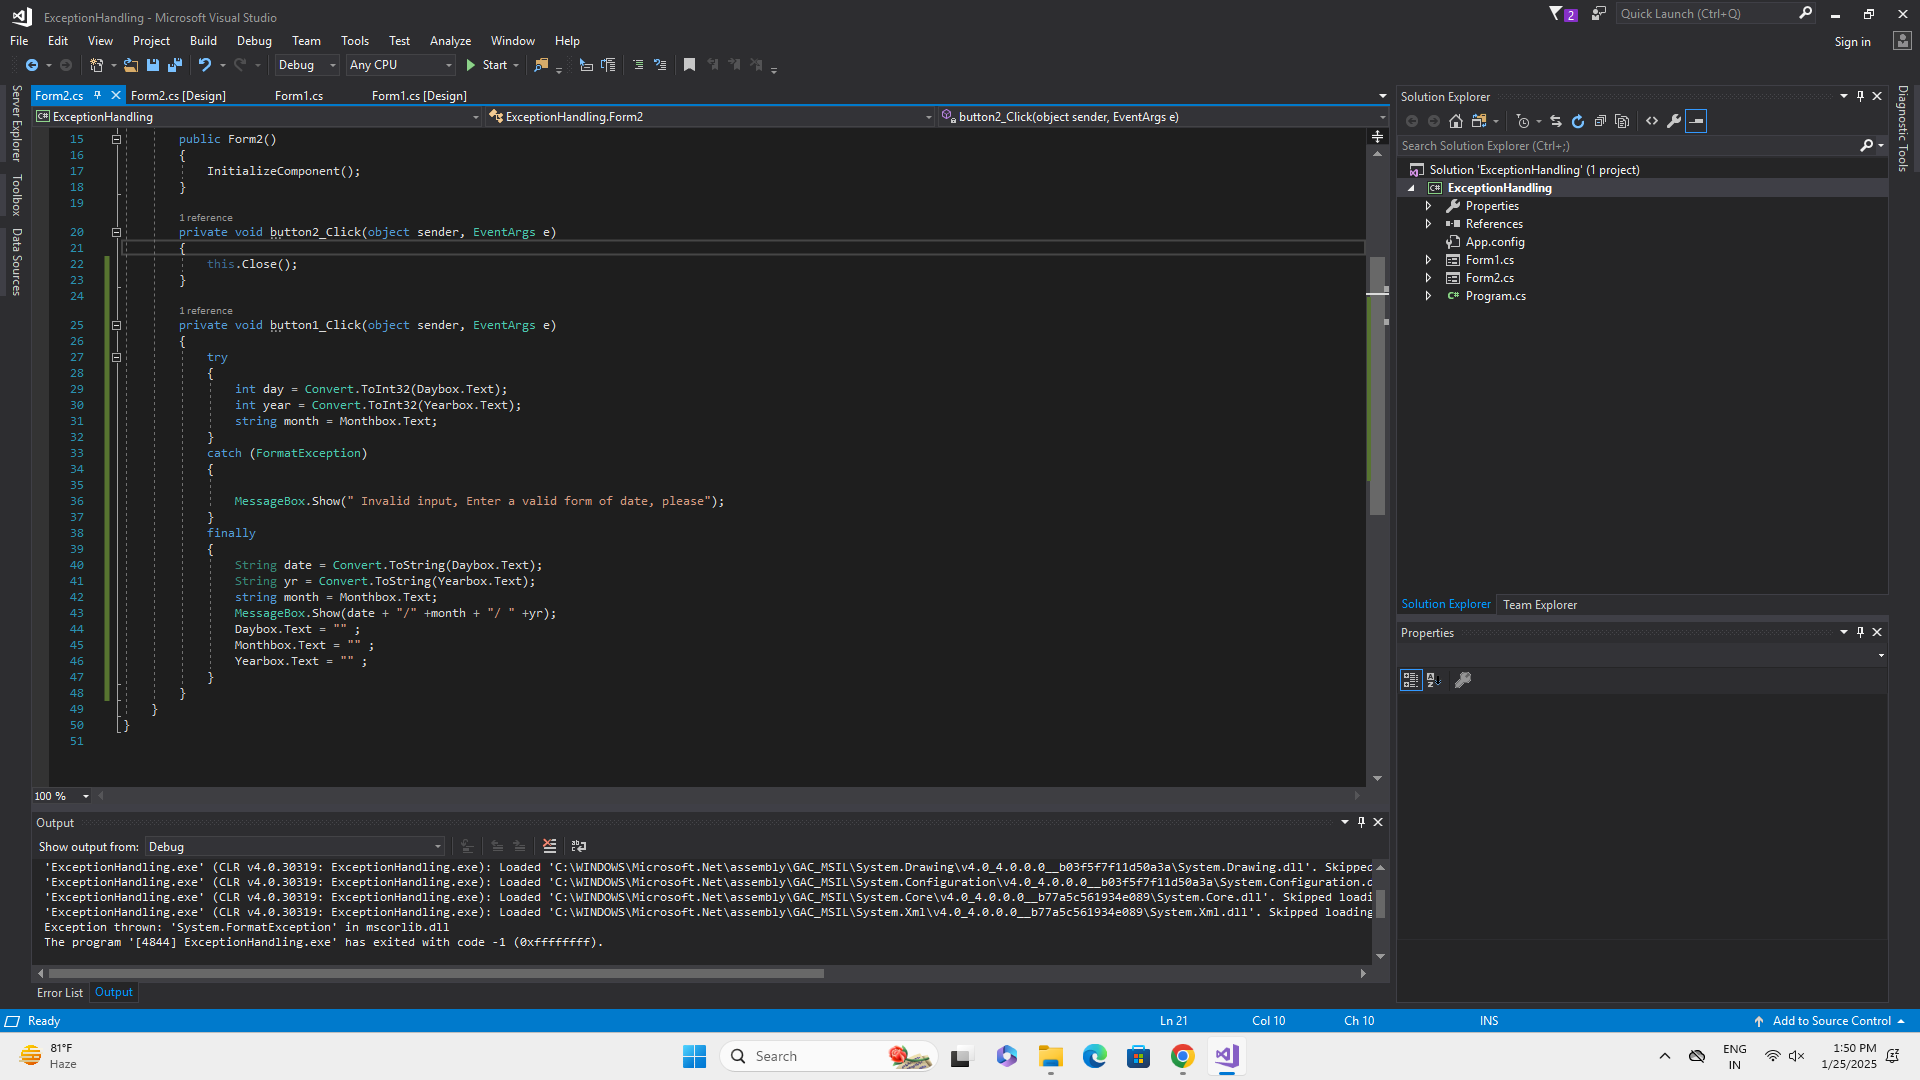 ExceptionHandling - Microsoft Visual Studio
2
Quick Launch (Ctrl+Q)
File Edit View Project Build Debug Team Tools Test Analyze Window Help
Sign in
Debug Any CPU Start
Server Explorer
Toolbox
Data Sources
Form2.cs Form2.cs [Design] Form1.cs Form1.cs [Design]
ExceptionHandling ExceptionHandling.Form2 button2_Click(object sender, EventArgs e)
15 public Form2()
16 {
17 InitializeComponent();
18 }
19
1 reference
20 private void button2_Click(object sender, EventArgs e)
21 {
22 this.Close();
23 }
24
1 reference
25 private void button1_Click(object sender, EventArgs e)
26 {
27 try
28 {
29 int day = Convert.ToInt32(Daybox.Text);
30 int year = Convert.ToInt32(Yearbox.Text);
31 string month = Monthbox.Text;
32 }
33 catch (FormatException)
34 {
35
36 MessageBox.Show(" Invalid input, Enter a valid form of date, please");
37 }
38 finally
39 {
40 String date = Convert.ToString(Daybox.Text);
41 String yr = Convert.ToString(Yearbox.Text);
42 string month = Monthbox.Text;
43 MessageBox.Show(date + "/" +month + "/ " +yr);
44 Daybox.Text = "" ;
45 Monthbox.Text = "" ;
46 Yearbox.Text = "" ;
47 }
48 }
49 }
50 }
51
100 %
Output
Show output from: Debug
'ExceptionHandling.exe' (CLR v4.0.30319: ExceptionHandling.exe): Loaded 'C:\WINDOWS\Microsoft.Net\assembly\GAC_MSIL\System.Drawing\v4.0_4.0.0.0__b03f5f7f11d50a3a\System.Drawing.dll'. Skipped
'ExceptionHandling.exe' (CLR v4.0.30319: ExceptionHandling.exe): Loaded 'C:\WINDOWS\Microsoft.Net\assembly\GAC_MSIL\System.Configuration\v4.0_4.0.0.0__b03f5f7f11d50a3a\System.Configuration.d
'ExceptionHandling.exe' (CLR v4.0.30319: ExceptionHandling.exe): Loaded 'C:\WINDOWS\Microsoft.Net\assembly\GAC_MSIL\System.Core\v4.0_4.0.0.0__b77a5c561934e089\System.Core.dll'. Skipped loadi
'ExceptionHandling.exe' (CLR v4.0.30319: ExceptionHandling.exe): Loaded 'C:\WINDOWS\Microsoft.Net\assembly\GAC_MSIL\System.Xml\v4.0_4.0.0.0__b77a5c561934e089\System.Xml.dll'. Skipped loading
Exception thrown: 'System.FormatException' in mscorlib.dll
The program '[4844] ExceptionHandling.exe' has exited with code -1 (0xffffffff).
Error List Output
Solution Explorer
Search Solution Explorer (Ctrl+;)
Solution 'ExceptionHandling' (1 project)
ExceptionHandling
Properties
References
App.config
Form1.cs
Form2.cs
Program.cs
Solution Explorer Team Explorer
Properties
Diagnostic Tools
Ready Ln 21 Col 10 Ch 10 INS Add to Source Control
81°F
Haze
Search
ENG
IN
1:50 PM
1/25/2025